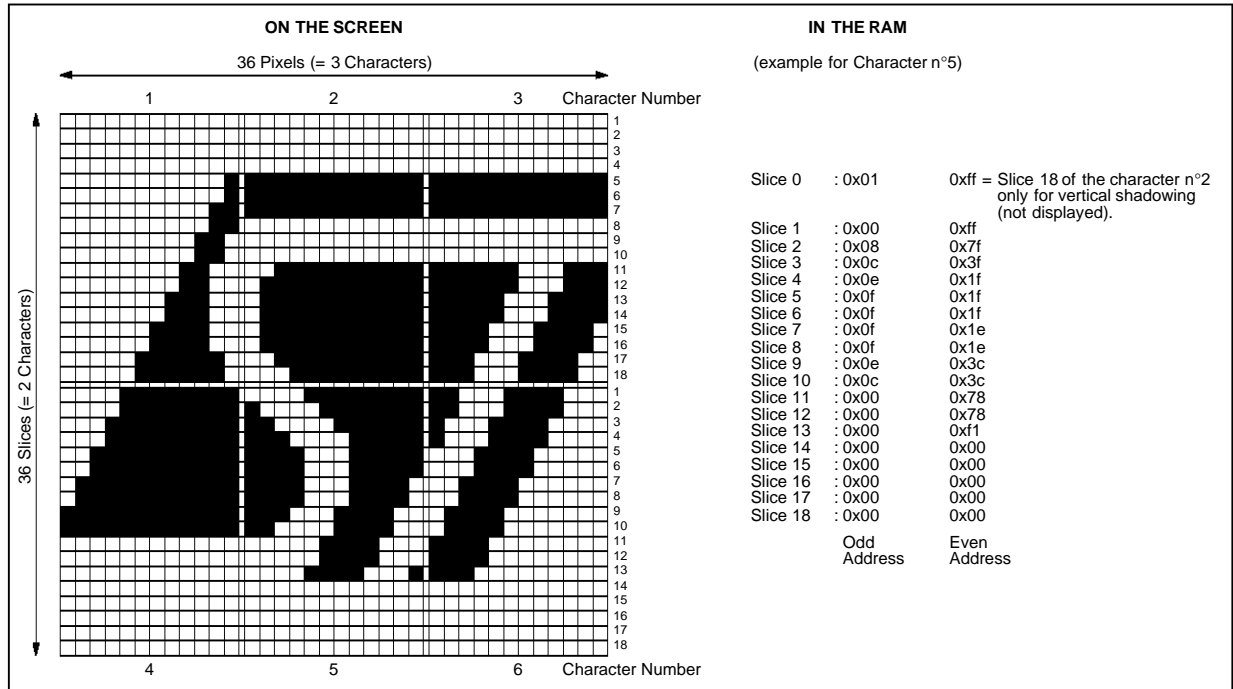 ON THE SCREEN
36 Pixels (= 3 Characters)
1 2 3 Character Number
36 Slices (= 2 Characters)
1
2
3
4
5
6
7
8
9
10
11
12
13
14
15
16
17
18
1
2
3
4
5
6
7
8
9
10
11
12
13
14
15
16
17
18
4 5 6 Character Number
IN THE RAM
(example for Character n°5)
Slice 0 : 0x01 0xff = Slice 18 of the character n°2
only for vertical shadowing
(not displayed).
Slice 1 : 0x00 0xff
Slice 2 : 0x08 0x7f
Slice 3 : 0x0c 0x3f
Slice 4 : 0x0e 0x1f
Slice 5 : 0x0f 0x1f
Slice 6 : 0x0f 0x1f
Slice 7 : 0x0f 0x1e
Slice 8 : 0x0f 0x1e
Slice 9 : 0x0e 0x3c
Slice 10 : 0x0c 0x3c
Slice 11 : 0x00 0x78
Slice 12 : 0x00 0x78
Slice 13 : 0x00 0xf1
Slice 14 : 0x00 0x00
Slice 15 : 0x00 0x00
Slice 16 : 0x00 0x00
Slice 17 : 0x00 0x00
Slice 18 : 0x00 0x00
Odd Even
Address Address